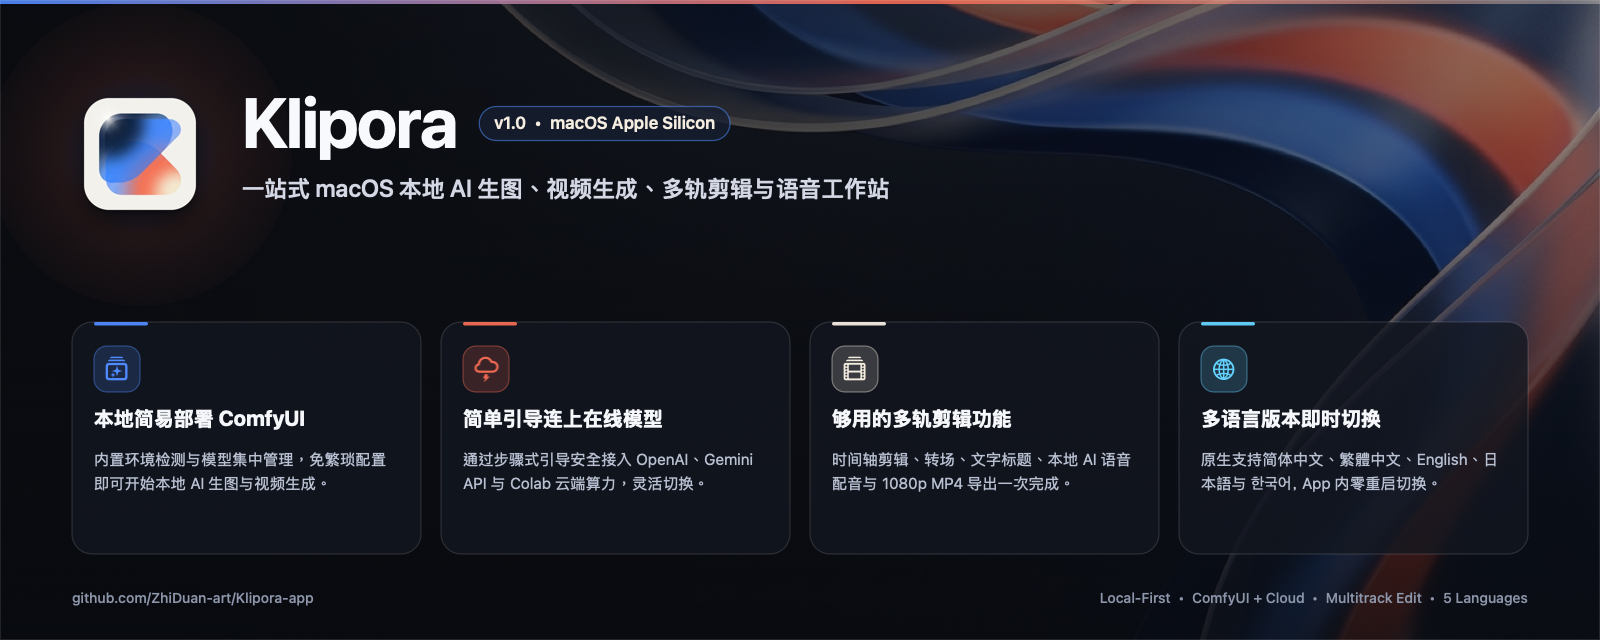 Klipora
v1.0 • macOS Apple Silicon
一站式 macOS 本地 AI 生图、视频生成、多轨剪辑与语音工作站
本地简易部署 ComfyUI
内置环境检测与模型集中管理，免繁琐配置
即可开始本地 AI 生图与视频生成。
简单引导连上在线模型
通过步骤式引导安全接入 OpenAI、Gemini
API 与 Colab 云端算力，灵活切换。
够用的多轨剪辑功能
时间轴剪辑、转场、文字标题、本地 AI 语音
配音与 1080p MP4 导出一次完成。
多语言版本即时切换
原生支持简体中文、繁體中文、English、日
本語与 한국어, App 内零重启切换。
github.com/ZhiDuan-art/Klipora-app
Local-First • ComfyUI + Cloud • Multitrack Edit • 5 Languages